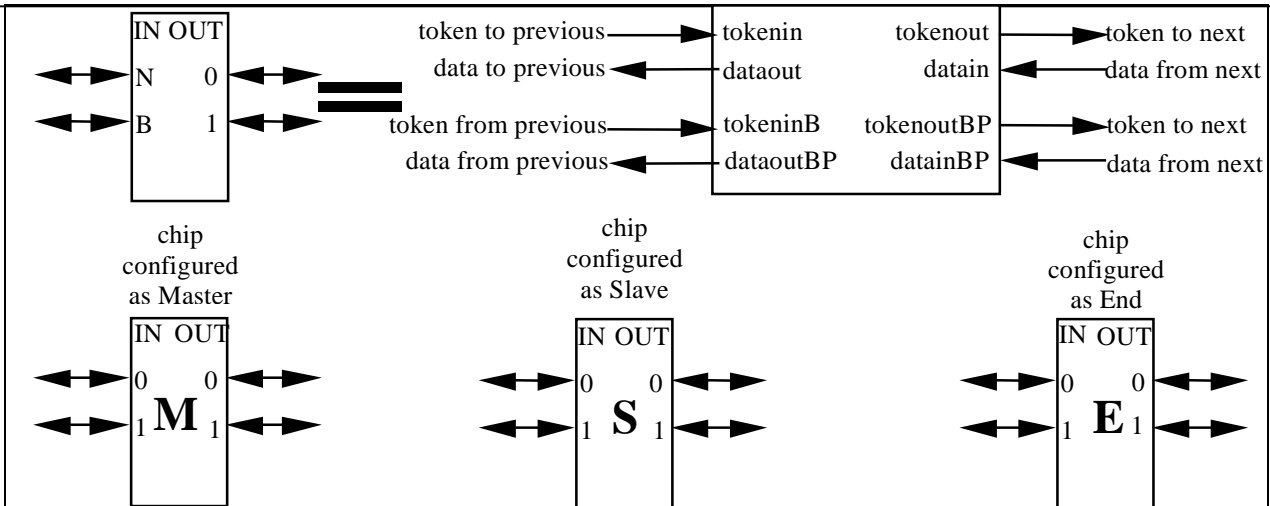 IN OUT
N 0
B 1
token to previous tokenin tokenout token to next
data to previous dataout datain data from next
token from previous tokeninB tokenoutBP token to next
data from previous dataoutBP datainBP data from next
chip
configured
as Master
IN OUT
0 0
1 M 1
chip
configured
as Slave
IN OUT
0 0
1 S 1
chip
configured
as End
IN OUT
0 0
1 E 1